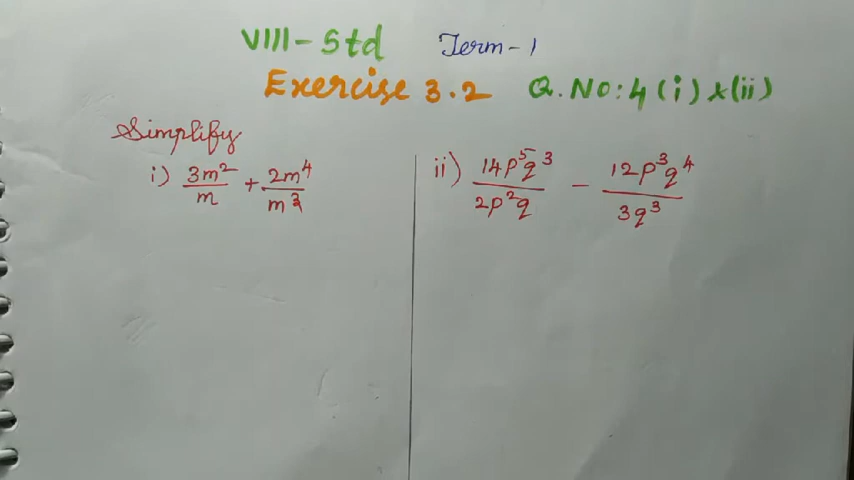 VIII - Std Term - 1
Exercise 3.2 Q.No: 4 (i) & (ii)
Simplify
i) 3m²/m + 2m⁴/m³
ii) 14p⁵q³/2p²q - 12p³q⁴/3q³